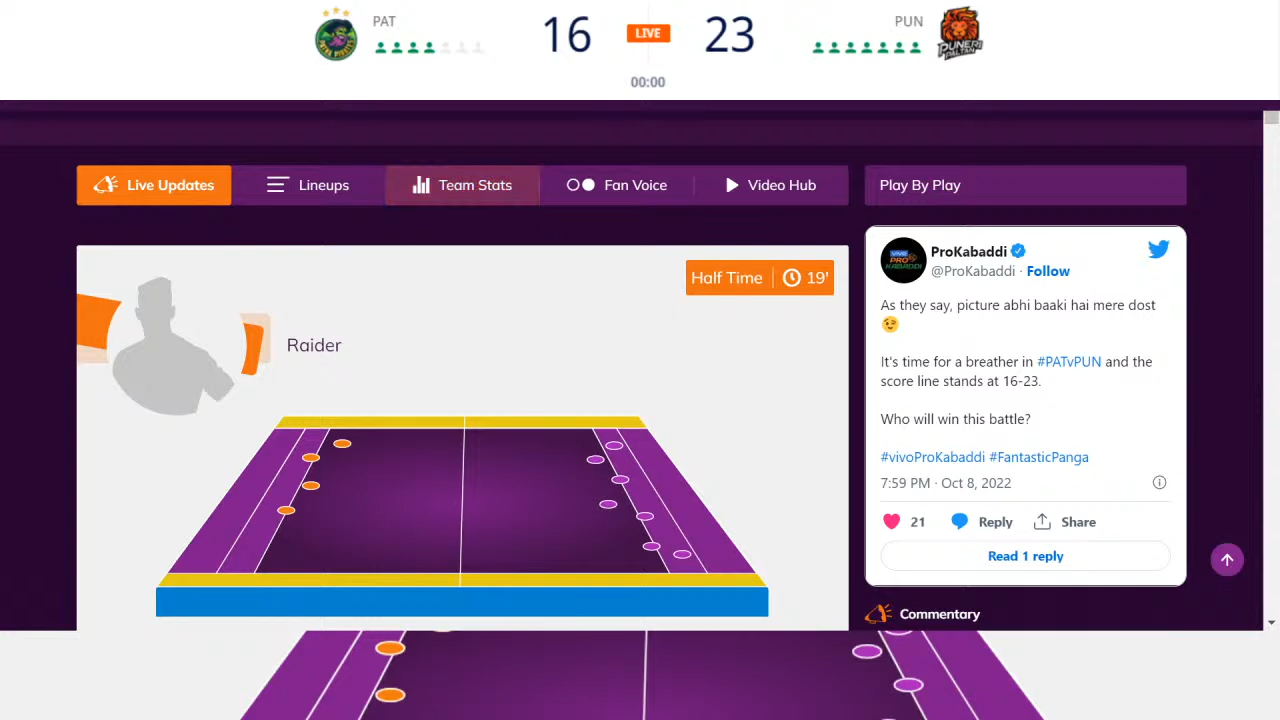 PAT
16
LIVE
23
PUN
PUNERI
PALTAN
00:00
Live Updates
Lineups
Team Stats
Fan Voice
Video Hub
Play By Play
Half Time
19'
Raider
ProKabaddi
@ProKabaddi · Follow
As they say, picture abhi baaki hai mere dost
😉
It's time for a breather in #PATvPUN and the
score line stands at 16-23.
Who will win this battle?
#vivoProKabaddi #FantasticPanga
7:59 PM · Oct 8, 2022
21
Reply
Share
Read 1 reply
Commentary